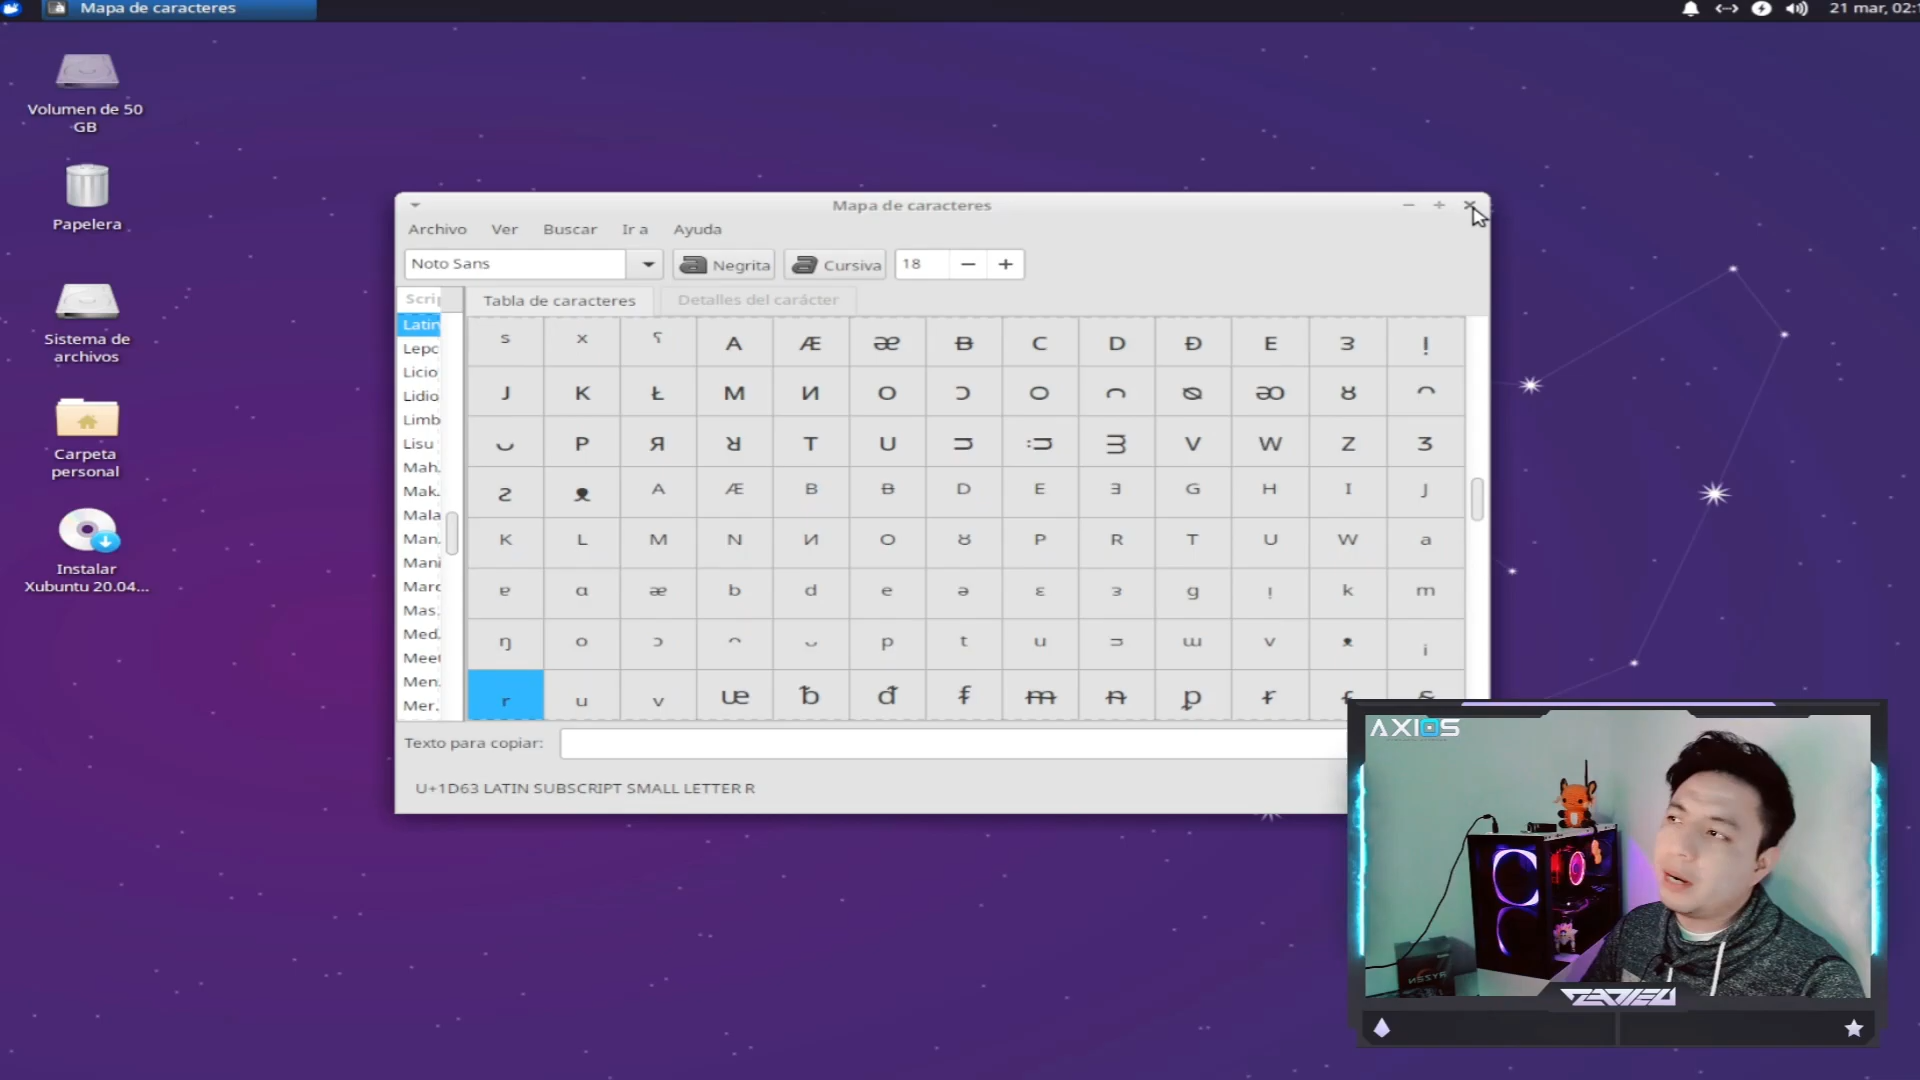 Mapa de caracteres
21 mar, 02:1
Volumen de 50
GB
Papelera
Sistema de
archivos
Carpeta
personal
Instalar
Xubuntu 20.04...
Mapa de caracteres
Archivo Ver Buscar Ir a Ayuda
Noto Sans Negrita Cursiva 18
Scrip Tabla de caracteres Detalles del carácter
Latin
Lepc
Licio
Lidio
Limb
Lisu
Mah.
Mak.
Mala
Man.
Mani
Marc
Mas.
Med.
Meet
Men.
Mer.
ˢ ˣ ˤ ᴀ ᴁ ᴂ ᴃ ᴄ ᴅ ᴆ ᴇ ᴈ ᴉ
ᴊ ᴋ ᴌ ᴍ ᴎ ᴏ ᴐ ᴑ ᴒ ᴓ ᴔ ᴕ ᴖ
ᴗ ᴘ ᴙ ᴚ ᴛ ᴜ ᴝ ᴞ ᴟ ᴠ ᴡ ᴢ ᴣ
ᴤ ᴥ ᴬ ᴭ ᴮ ᴯ ᴰ ᴱ ᴲ ᴳ ᴴ ᴵ ᴶ
ᴷ ᴸ ᴹ ᴺ ᴻ ᴼ ᴽ ᴾ ᴿ ᵀ ᵁ ᵂ ᵃ
ᵄ ᵅ ᵆ ᵇ ᵈ ᵉ ᵊ ᵋ ᵌ ᵍ ᵎ ᵏ ᵐ
ᵑ ᵒ ᵓ ᵔ ᵕ ᵖ ᵗ ᵘ ᵙ ᵚ ᵛ ᵜ ᵢ
ᵣ ᵤ ᵥ ᵫ ᵬ ᵭ ᵮ ᵯ ᵰ ᵱ ᵲ
Texto para copiar:
U+1D63 LATIN SUBSCRIPT SMALL LETTER R
AXIOS
RYZEN